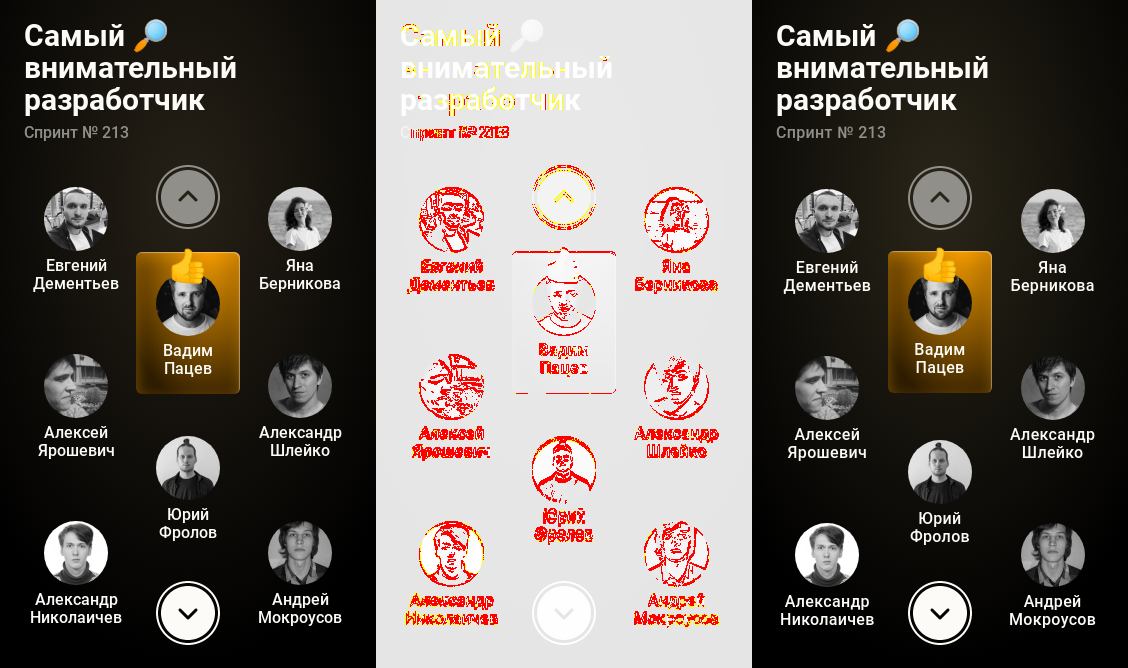 Самый
внимательный
разработчик
Спринт № 213
Евгений
Дементьев
Яна
Берникова
Вадим
Пацев
Алексей
Ярошевич
Александр
Шлейко
Юрий
Фролов
Александр
Николаичев
Андрей
Мокроусов
Самый
внимательный
разработчик
Спринт № 213
Евгений
Дементьев
Яна
Берникова
Вадим
Пацев
Алексей
Ярошевич
Александр
Шлейко
Юрий
Фролов
Александр
Николаичев
Андрей
Мокроусов
Самый
внимательный
разработчик
Спринт № 213
Евгений
Дементьев
Яна
Берникова
Вадим
Пацев
Алексей
Ярошевич
Александр
Шлейко
Юрий
Фролов
Александр
Николаичев
Андрей
Мокроусов